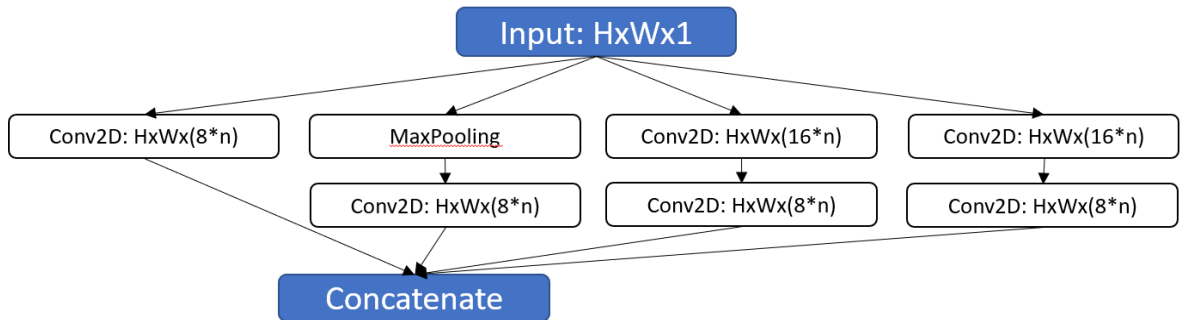 Input: HxWx1
Conv2D: HxWx(8*n)
MaxPooling
Conv2D: HxWx(16*n)
Conv2D: HxWx(16*n)
Conv2D: HxWx(8*n)
Conv2D: HxWx(8*n)
Conv2D: HxWx(8*n)
Concatenate